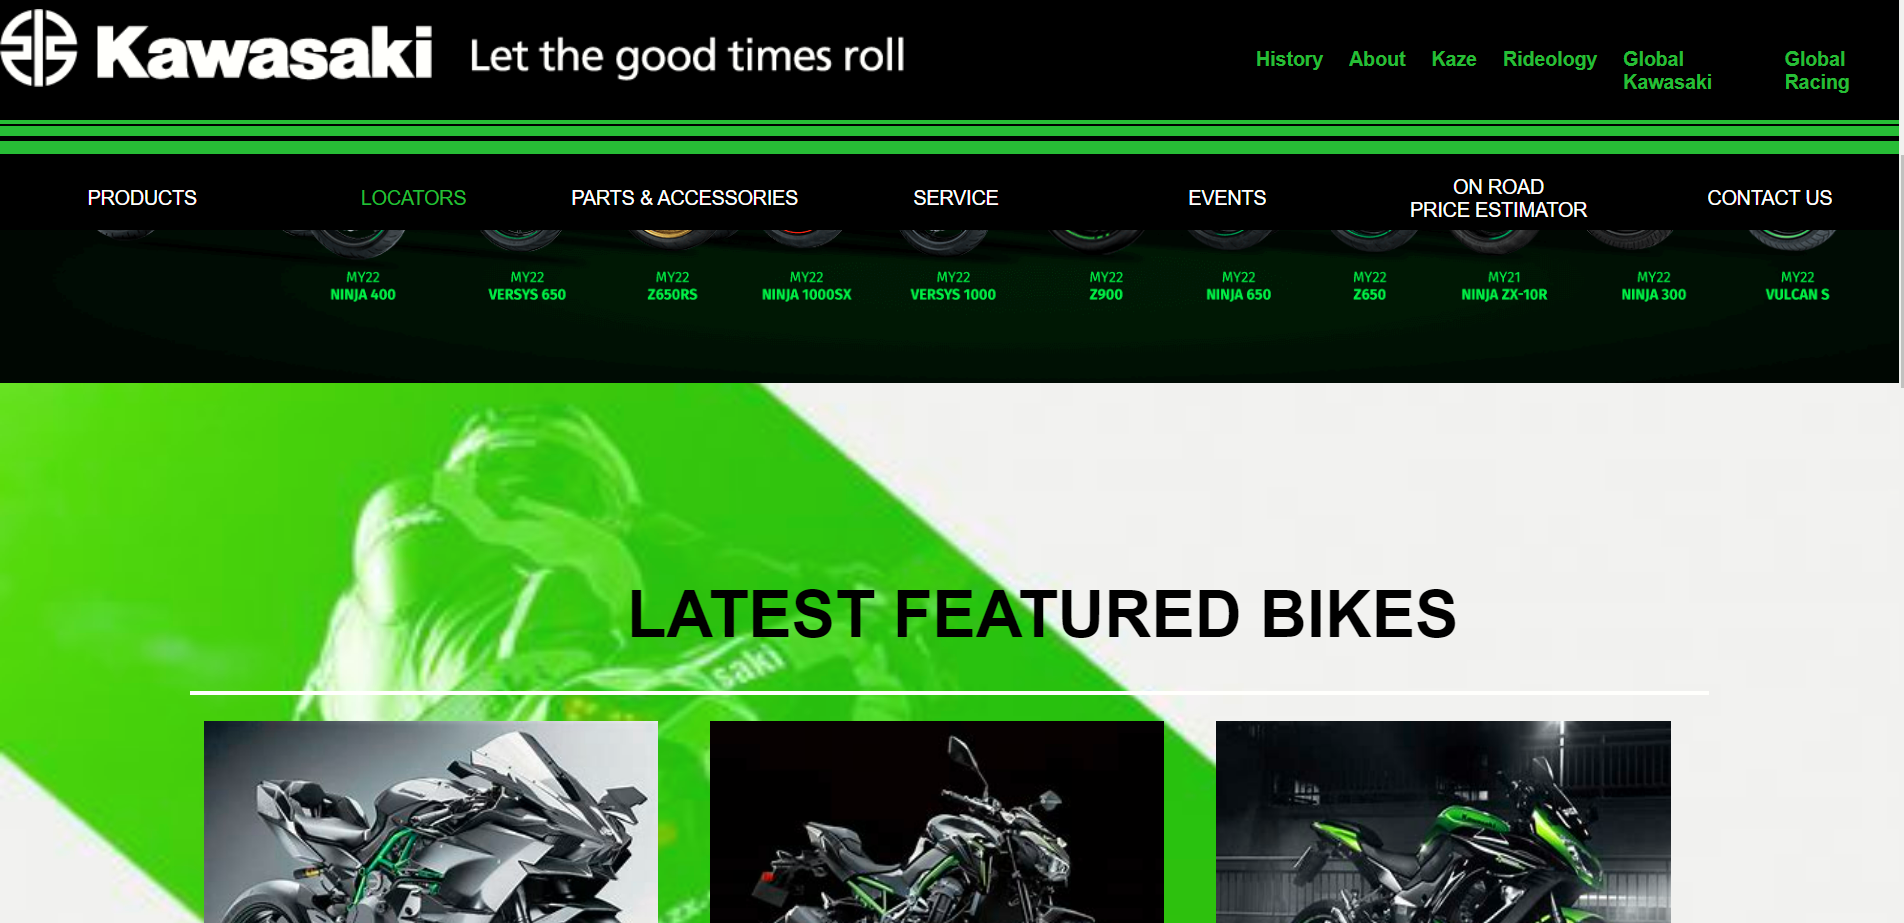 Kawasaki Let the good times roll
History About Kaze Rideology Global Kawasaki Global Racing
PRODUCTS LOCATORS PARTS & ACCESSORIES SERVICE EVENTS ON ROAD PRICE ESTIMATOR CONTACT US
MY22 MY22 MY22 MY22 MY22 MY22 MY22 MY22 MY21 MY22 MY22
NINJA 400 VERSYS 650 Z650RS NINJA 1000SX VERSYS 1000 Z900 NINJA 650 Z650 NINJA ZX-10R NINJA 300 VULCAN S
LATEST FEATURED BIKES
saki
zx